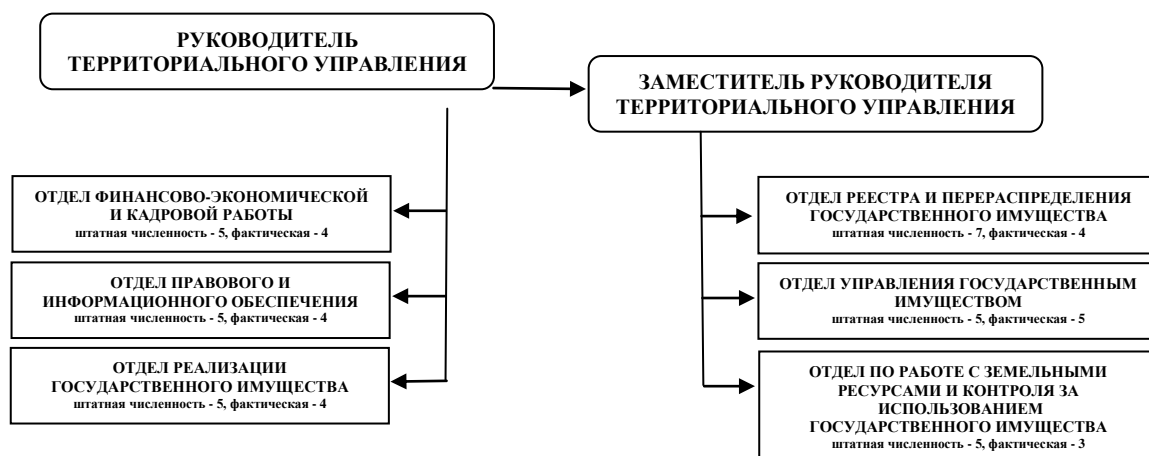 РУКОВОДИТЕЛЬ
ТЕРРИТОРИАЛЬНОГО УПРАВЛЕНИЯ
ЗАМЕСТИТЕЛЬ РУКОВОДИТЕЛЯ
ТЕРРИТОРИАЛЬНОГО УПРАВЛЕНИЯ
ОТДЕЛ ФИНАНСОВО-ЭКОНОМИЧЕСКОЙ
И КАДРОВОЙ РАБОТЫ
штатная численность - 5, фактическая - 4
ОТДЕЛ ПРАВОВОГО И
ИНФОРМАЦИОННОГО ОБЕСПЕЧЕНИЯ
штатная численность - 5, фактическая - 4
ОТДЕЛ РЕАЛИЗАЦИИ
ГОСУДАРСТВЕННОГО ИМУЩЕСТВА
штатная численность - 5, фактическая - 4
ОТДЕЛ РЕЕСТРА И ПЕРЕРАСПРЕДЕЛЕНИЯ
ГОСУДАРСТВЕННОГО ИМУЩЕСТВА
штатная численность - 7, фактическая - 4
ОТДЕЛ УПРАВЛЕНИЯ ГОСУДАРСТВЕННЫМ
ИМУЩЕСТВОМ
штатная численность - 5, фактическая - 5
ОТДЕЛ ПО РАБОТЕ С ЗЕМЕЛЬНЫМИ
РЕСУРСАМИ И КОНТРОЛЯ ЗА
ИСПОЛЬЗОВАНИЕМ
ГОСУДАРСТВЕННОГО ИМУЩЕСТВА
штатная численность - 5, фактическая - 3